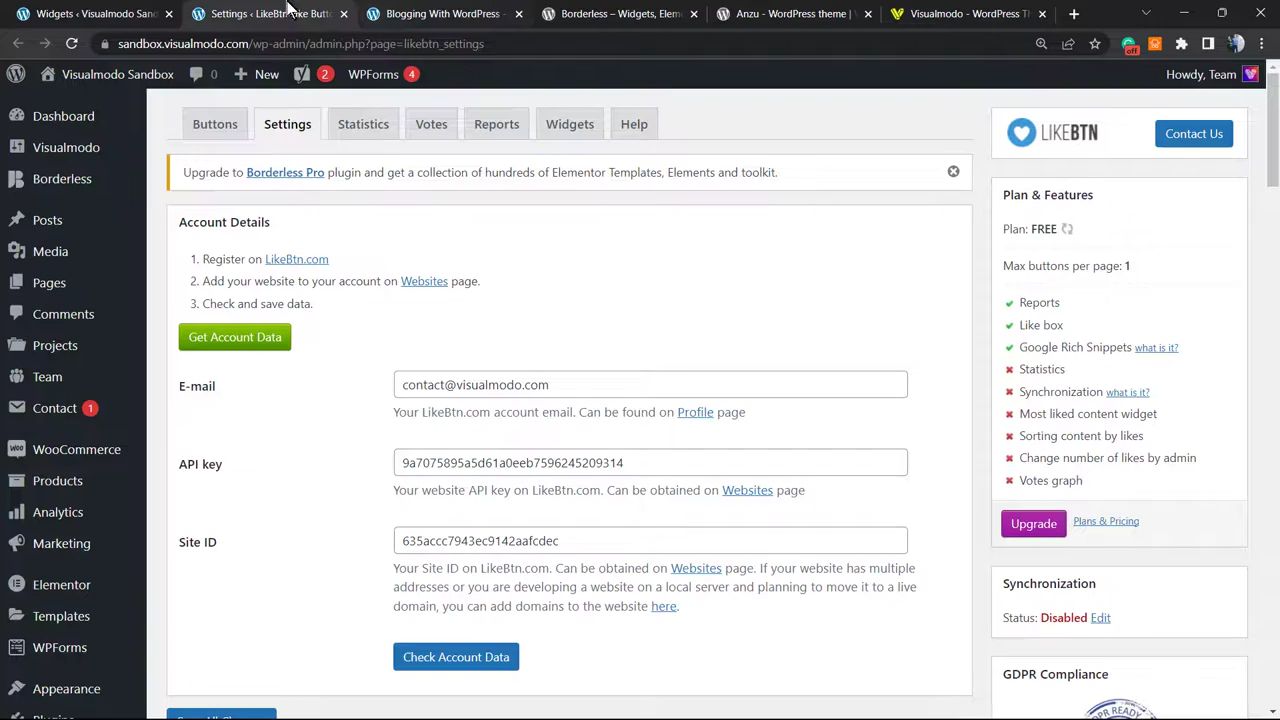 Widgets ‹ Visualmodo Sand
Settings ‹ LikeBtn Like Butto
Blogging With WordPress -
Borderless – Widgets, Elem
Anzu - WordPress theme |
Visualmodo - WordPress Th
sandbox.visualmodo.com/wp-admin/admin.php?page=likebtn_settings
off
Visualmodo Sandbox
0
New
2
WPForms
4
Howdy, Team
Dashboard
Visualmodo
Borderless
Posts
Media
Pages
Comments
Projects
Team
Contact 1
WooCommerce
Products
Analytics
Marketing
Elementor
Templates
WPForms
Appearance
Buttons
Settings
Statistics
Votes
Reports
Widgets
Help
Upgrade to Borderless Pro plugin and get a collection of hundreds of Elementor Templates, Elements and toolkit.
Account Details
1. Register on LikeBtn.com
2. Add your website to your account on Websites page.
3. Check and save data.
Get Account Data
E-mail
contact@visualmodo.com
Your LikeBtn.com account email. Can be found on Profile page
API key
9a7075895a5d61a0eeb7596245209314
Your website API key on LikeBtn.com. Can be obtained on Websites page
Site ID
635accc7943ec9142aafcdec
Your Site ID on LikeBtn.com. Can be obtained on Websites page. If your website has multiple
addresses or you are developing a website on a local server and planning to move it to a live
domain, you can add domains to the website here.
Check Account Data
LIKEBTN
Contact Us
Plan & Features
Plan: FREE
Max buttons per page: 1
Reports
Like box
Google Rich Snippets what is it?
Statistics
Synchronization what is it?
Most liked content widget
Sorting content by likes
Change number of likes by admin
Votes graph
Upgrade
Plans & Pricing
Synchronization
Status: Disabled Edit
GDPR Compliance